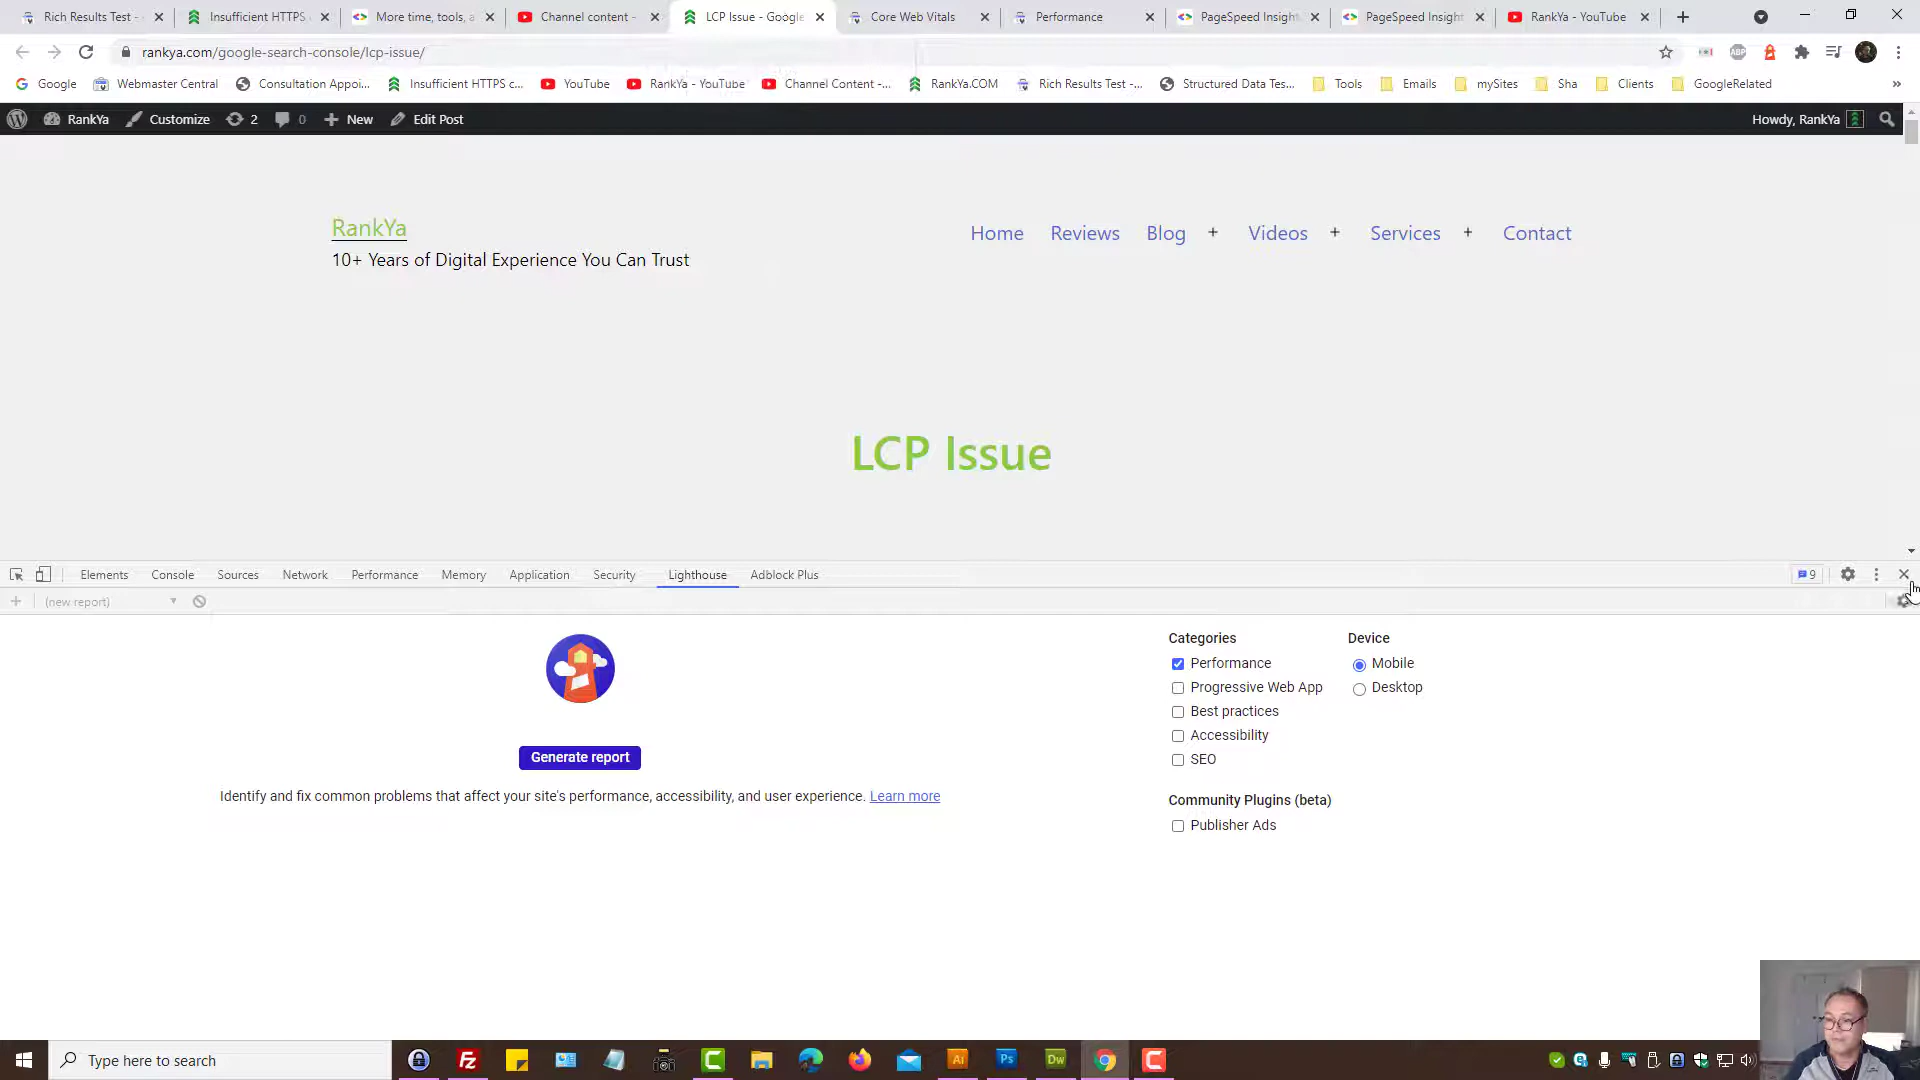 Rich Results Test -
Insufficient HTTPS
More time, tools, a
Channel content -
LCP Issue - Google
Core Web Vitals
Performance
PageSpeed Insight
PageSpeed Insight
RankYa - YouTube
rankya.com/google-search-console/lcp-issue/
ABP
Google
Webmaster Central
Consultation Appoi...
Insufficient HTTPS c...
YouTube
RankYa - YouTube
Channel Content -...
RankYa.COM
Rich Results Test -...
Structured Data Tes...
Tools
Emails
mySites
Sha
Clients
GoogleRelated
»
RankYa
Customize
2
0
New
Edit Post
Howdy, RankYa
RankYa
10+ Years of Digital Experience You Can Trust
Home
Reviews
Blog +
Videos +
Services +
Contact
LCP Issue
Elements
Console
Sources
Network
Performance
Memory
Application
Security
Lighthouse
Adblock Plus
9
(new report)
Generate report
Identify and fix common problems that affect your site's performance, accessibility, and user experience. Learn more
Categories
Performance
Progressive Web App
Best practices
Accessibility
SEO
Community Plugins (beta)
Publisher Ads
Device
Mobile
Desktop
Type here to search
Fz
Ai
Ps
Dw